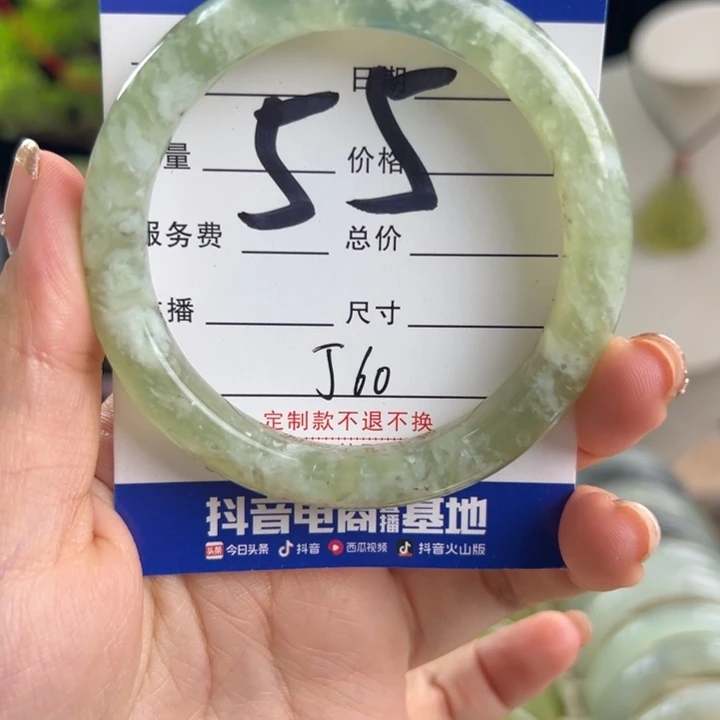 日期
55
量 价格
服务费 总价
播 尺寸
J60
定制款不退不换
抖音电商直播基地
头条 今日头条 抖音 西瓜视频 抖音火山版